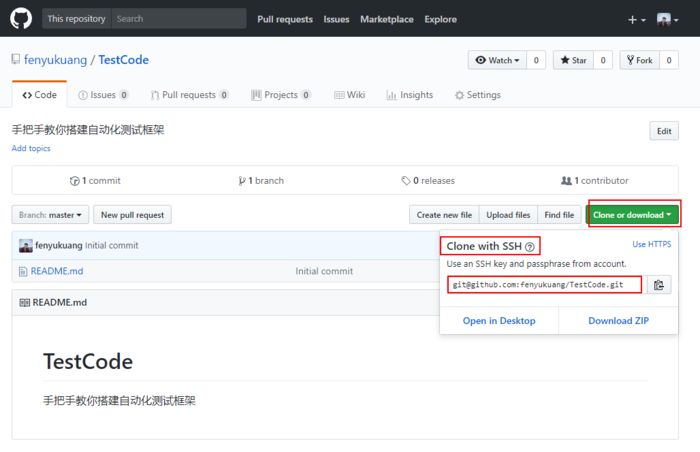 This repository Search Pull requests Issues Marketplace Explore
fenyukuang / TestCode Watch 0 Star 0 Fork 0
Code Issues 0 Pull requests 0 Projects 0 Wiki Insights Settings
手把手教你搭建自动化测试框架 Edit
Add topics
1 commit 1 branch 0 releases 1 contributor
Branch: master New pull request Create new file Upload files Find file Clone or download
fenyukuang Initial commit
Clone with SSH ? Use HTTPS
Use an SSH key and passphrase from account.
git@github.com:fenyukuang/TestCode.git
Open in Desktop Download ZIP
README.md Initial commit
README.md
TestCode
手把手教你搭建自动化测试框架